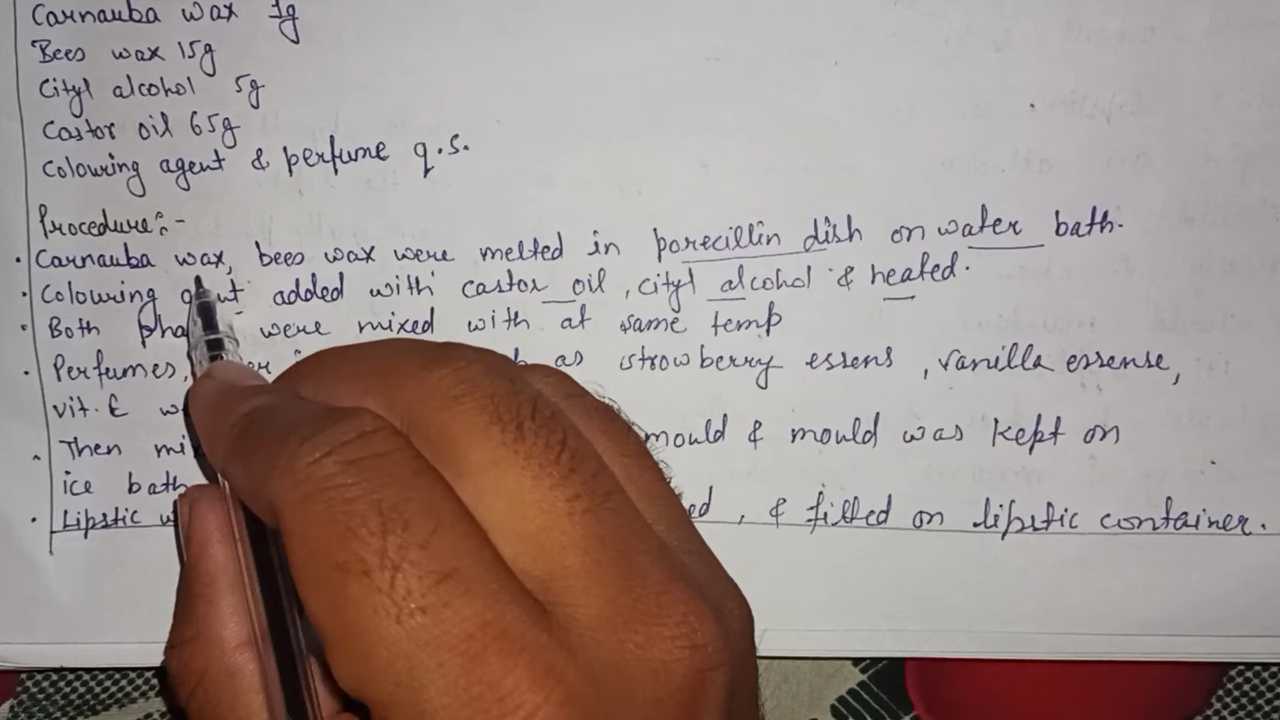 Carnauba wax 1g
Bees wax 15g
Cityl alcohol 5g
Castor oil 65g
Colouring agent & perfume q.s.
Procedure:-
. Carnauba wax, bees wax were melted in porecillin dish on water bath.
. Colouring added with castor oil, cityl alcohol & heated.
. Both were mixed with at same temp
. Perfumes, as strowberry essens, vanilla essense,
vit. E
. Then mould & mould was kept on
ice bath
. Lipstic , & filled on lipstic container.